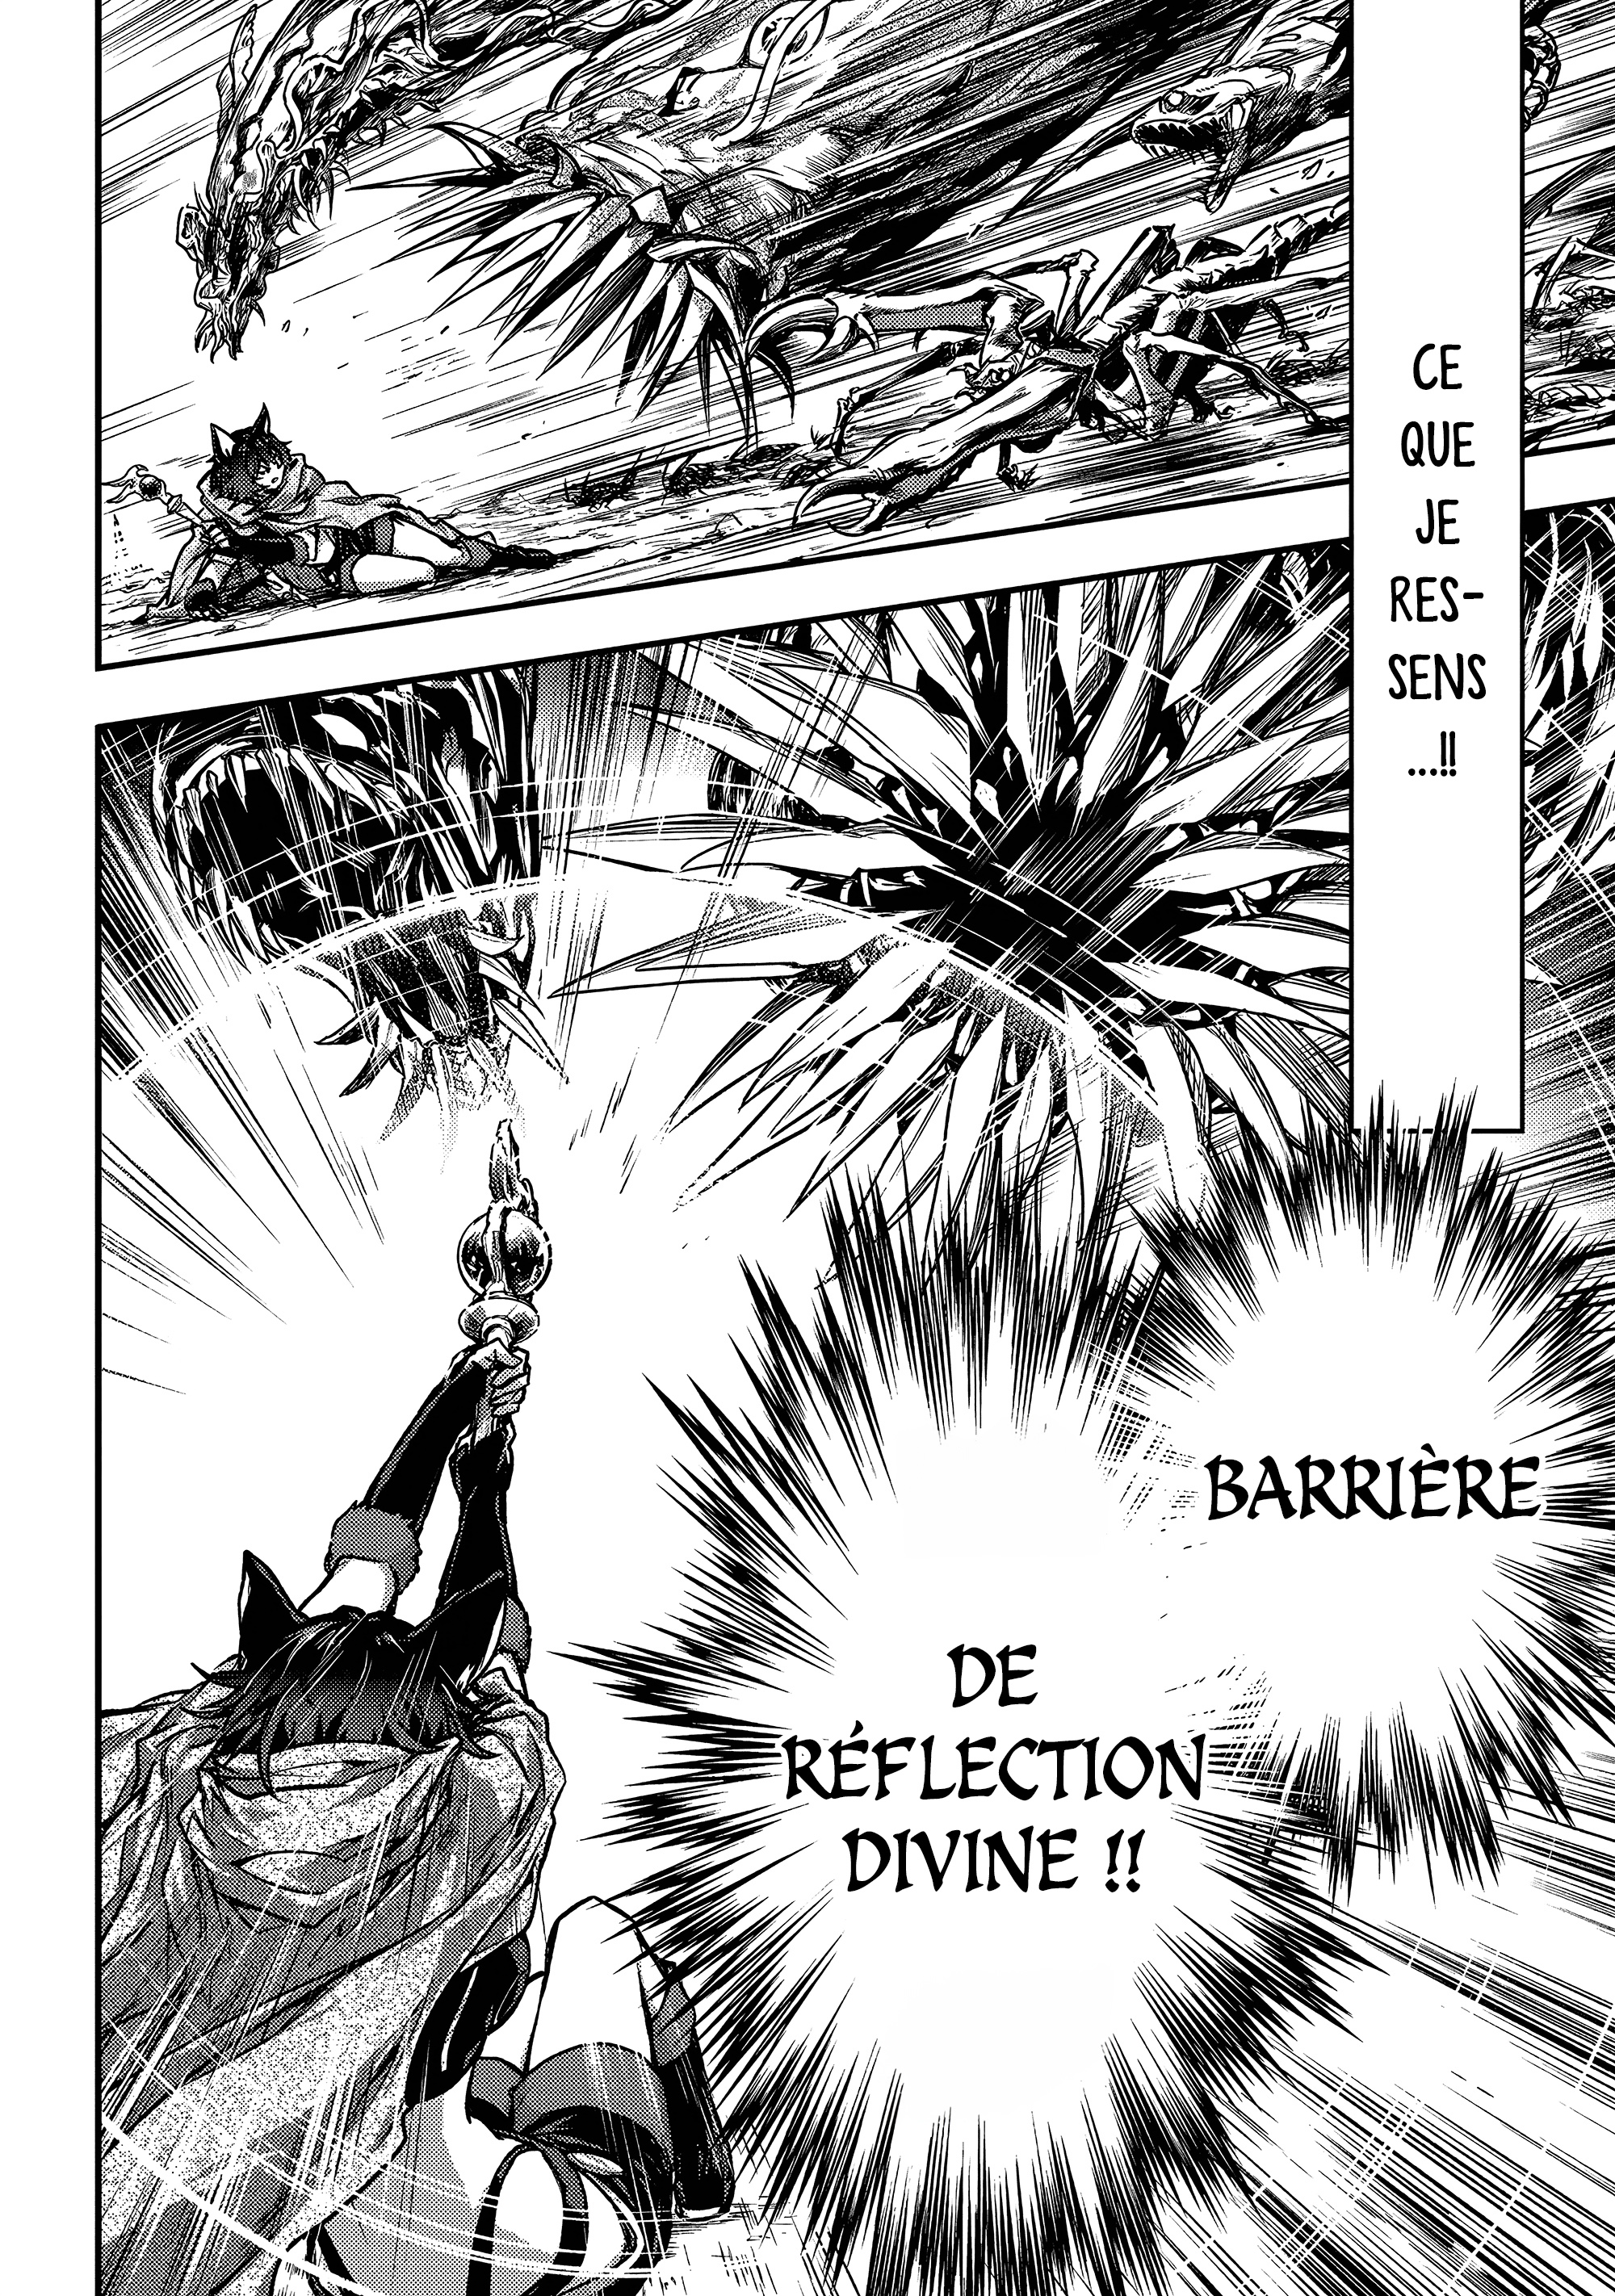 CE
QUE
JE
RES-
SENS
...!!
BARRIÈRE
DE
RÉFLECTION
DIVINE !!